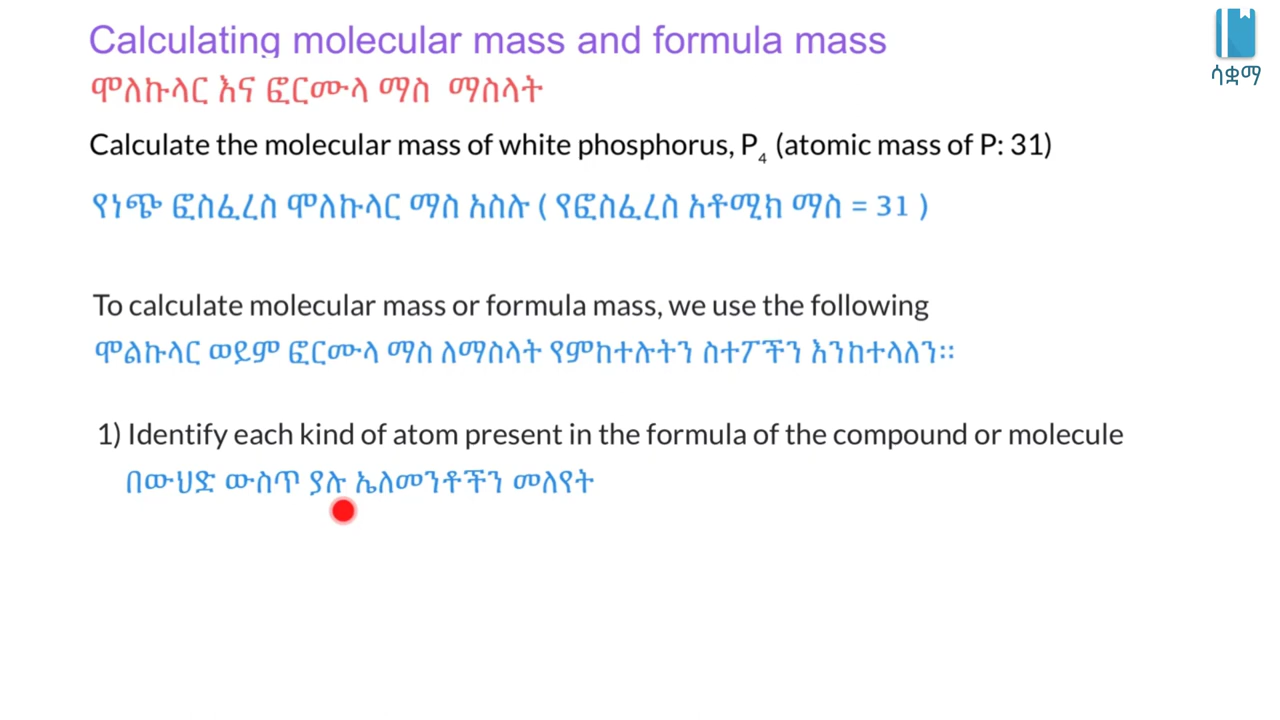 Calculating molecular mass and formula mass
ሞለኩላር እና ፎርሙላ ማስ ማስላት
ሳቋማ
Calculate the molecular mass of white phosphorus, P₄ (atomic mass of P: 31)
የነጭ ፎስፈረስ ሞለኩላር ማስ አስሉ ( የፎስፈረስ አቶሚክ ማስ = 31 )
To calculate molecular mass or formula mass, we use the following
ሞልኩላር ወይም ፎርሙላ ማስ ለማስላት የምከተሉትን ስተፖችን እንከተላለን፡፡
1) Identify each kind of atom present in the formula of the compound or molecule
በውህድ ውስጥ ያሉ ኤለመንቶችን መለየት